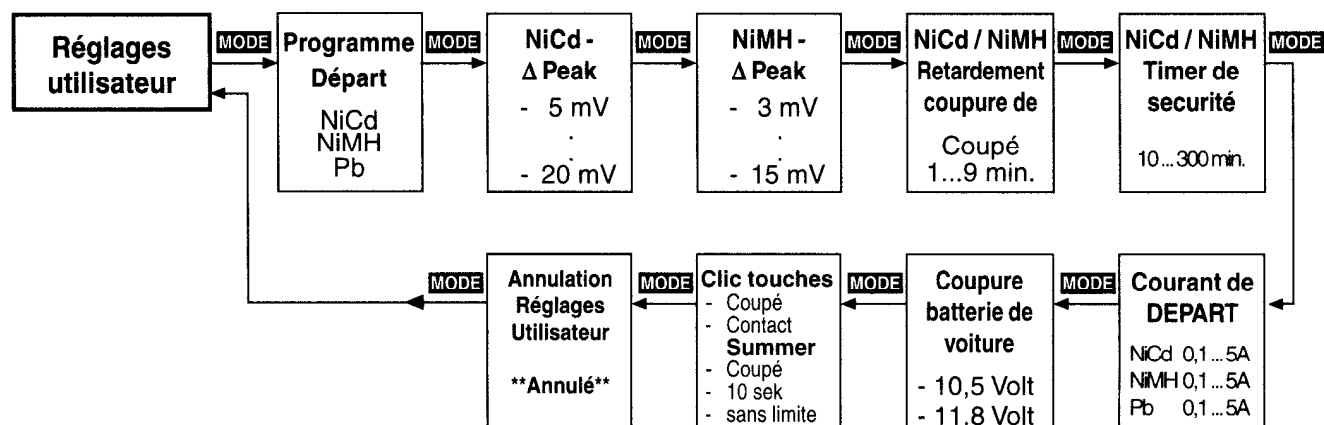 Réglages
utilisateur
MODE
Programme
Départ
NiCd
NiMH
Pb
MODE
NiCd -
Δ Peak
- 5 mV
.
.
- 20 mV
MODE
NiMH -
Δ Peak
- 3 mV
.
.
- 15 mV
MODE
NiCd / NiMH
Retardement
coupure de
Coupé
1...9 min.
MODE
NiCd / NiMH
Timer de
securité
10...300 min.
MODE
Courant de
DEPART
NiCd 0,1...5A
NiMH 0,1...5A
Pb 0,1...5A
MODE
Coupure
batterie de
voiture
- 10,5 Volt
- 11,8 Volt
MODE
Clic touches
- Coupé
- Contact
Summer
- Coupé
- 10 sek
- sans limite
MODE
Annulation
Réglages
Utilisateur
**Annulé**
MODE